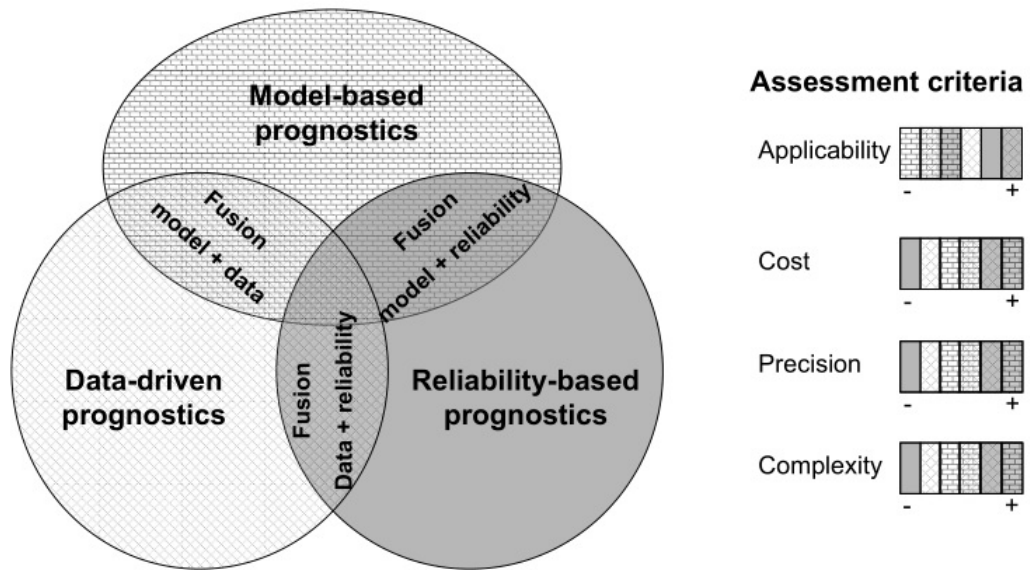 Model-based
prognostics
Fusion
model + data
Fusion
model + reliability
Data-driven
prognostics
Fusion
Data + reliability
Reliability-based
prognostics
Assessment criteria
Applicability
- +
Cost
- +
Precision
- +
Complexity
- +